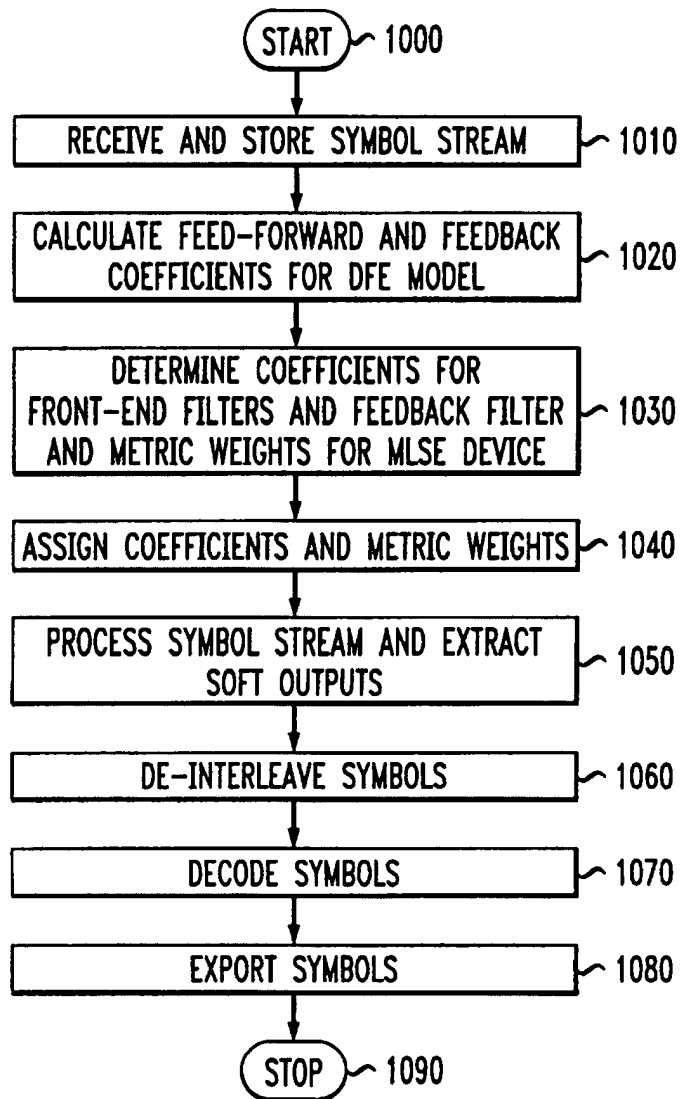 START 1000
RECEIVE AND STORE SYMBOL STREAM 1010
CALCULATE FEED-FORWARD AND FEEDBACK
COEFFICIENTS FOR DFE MODEL 1020
DETERMINE COEFFICIENTS FOR
FRONT-END FILTERS AND FEEDBACK FILTER 1030
AND METRIC WEIGHTS FOR MLSE DEVICE
ASSIGN COEFFICIENTS AND METRIC WEIGHTS 1040
PROCESS SYMBOL STREAM AND EXTRACT 1050
SOFT OUTPUTS
DE-INTERLEAVE SYMBOLS 1060
DECODE SYMBOLS 1070
EXPORT SYMBOLS 1080
STOP 1090